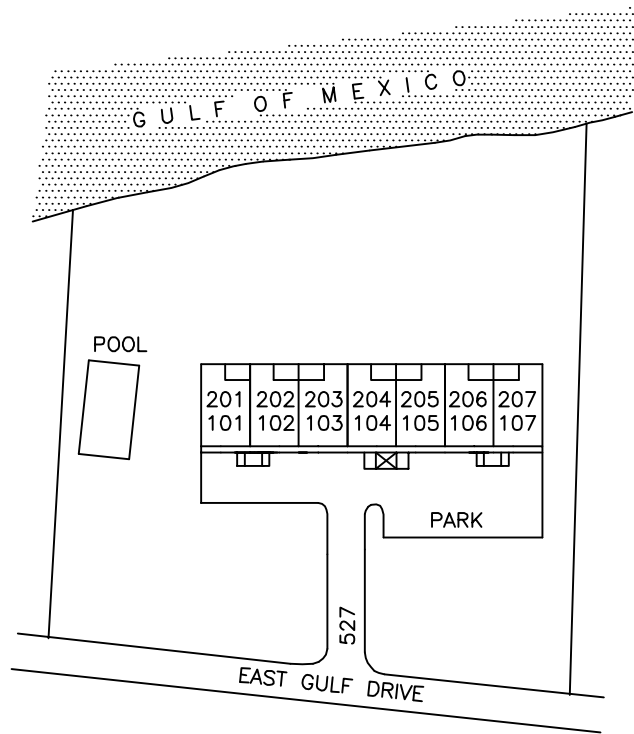 GULF OF MEXICO
POOL
201 202 203 204 205 206 207
101 102 103 104 105 106 107
PARK
527
EAST GULF DRIVE